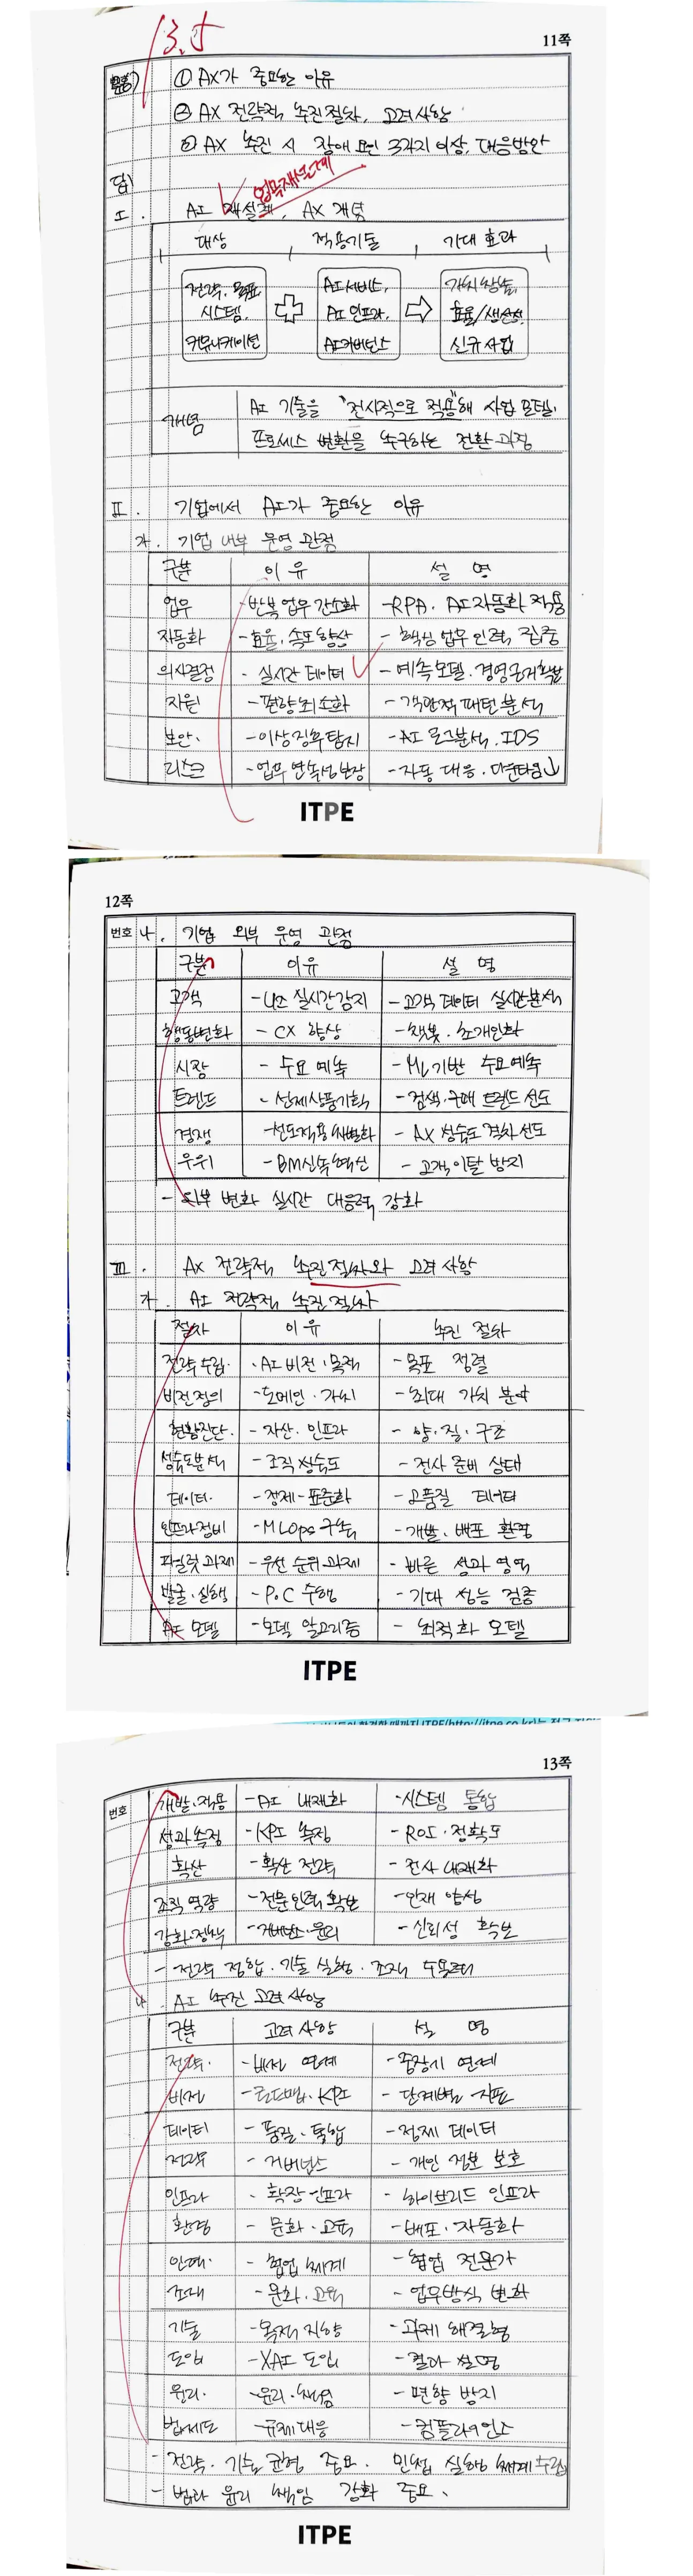 13.5
11쪽
문항) ① AX가 중요한 이유
② AX 전략적 추진절차, 고려사항
③ AX 추진 시 장애 요인 3가지 이상, 대응방안
답)
업무재설계
I. AI 재설계, AX 개념
대상 적용기술 기대 효과
전략, 목표 AI서비스, 가치창출,
시스템, AI 인프라, 효율/생산성,
커뮤니케이션 AI거버넌스 신규사업
AI 기술을 "전사적으로 적용"해 사업 모델,
개념 프로세스 변환을 추구하는 전환 과정
II. 기업에서 AI가 중요한 이유
가. 기업 내부 운영 관점
구분 이유 설명
업무 -반복 업무 간소화 -RPA. AI자동화 적용
자동화 -효율, 속도 향상 - 핵심 업무 인력 집중
의사결정 - 실시간 데이터 - 예측모델. 경영근거확보
지원 -편향최소화 - 객관적 패턴 분석
보안. -이상징후탐지 -AI 로그분석. IDS
리스크 -업무 연속성 보장 -자동 대응. 다운타임↓
ITPE
12쪽
번호 나. 기업 외부 운영 관점
구분 이유 설명
고객 -니즈 실시간감지 -고객 데이터 실시간분석
행동변화 - CX 향상 -챗봇. 초개인화
시장 - 수요 예측 - ML기반 수요예측
트렌드 - 선제상품기획 - 검색.구매 트렌드 선도
경쟁 -선도적용 차별화 - AX 성숙도 격차 선도
우위 -BM신속혁신 - 고객이탈 방지
- 외부 변화 실시간 대응력 강화
III. AX 전략적 추진절차와 고려 사항
가. AI 전략적 추진 절차
절차 이유 추진 절차
전략수립. . AI 비전. 목적 - 목표 정렬
비전정의 -도메인. 가치 -최대 가치 분야
현황진단. - 자산. 인프라 - 양. 질. 구조
성숙도분석 - 조직 성숙도 - 전사 준비 상태
데이터. -정제-표준화 -고품질 데이터
인프라정비 -MLOps 구축 -개발. 배포 환경
파일럿 과제 -우선 순위 과제 - 빠른 성과 영역
발굴.실행 - PoC 수행 - 기대 성능 검증
AI 모델 -모델 알고리즘 - 최적화 모델
ITPE
13쪽
번호 개발.적용 -AI 내재화 -시스템 통합
성과측정 -KPI 측정 -ROI. 정확도
확산 -확산 전략 - 전사 내재화
조직 역량 -전문인력 확보 -인재 양성
강화.정착 -거버넌스.윤리 -신뢰성 확보
- 전략 정합. 기술 실행. 조직 수용력
나. AI 추진 고려 사항
구분 고려 사항 설명
전략. -비전 연계 -중장기 연계
비전 -로드맵. KPI - 단계별 지표
데이터 - 품질. 통합 -정제 데이터
전략 - 거버넌스 - 개인 정보 보호
인프라 . 확장 인프라 - 하이브리드 인프라
환경 - 문화. 교육 -배포. 자동화
인재. - 협업 체계 -협업 전문가
조직 -문화. 교육 - 업무방식 변화
기술 -목적 지향 -과제 해결형
도입 -XAI 도입 -결과 설명
윤리. -윤리.책임 - 편향 방지
법제도 -규제대응 -컴플라이언스
- 전략. 기술 균형 중요. 민첩 실행 체계 수립
- 법과 윤리 책임 강화 중요.
ITPE